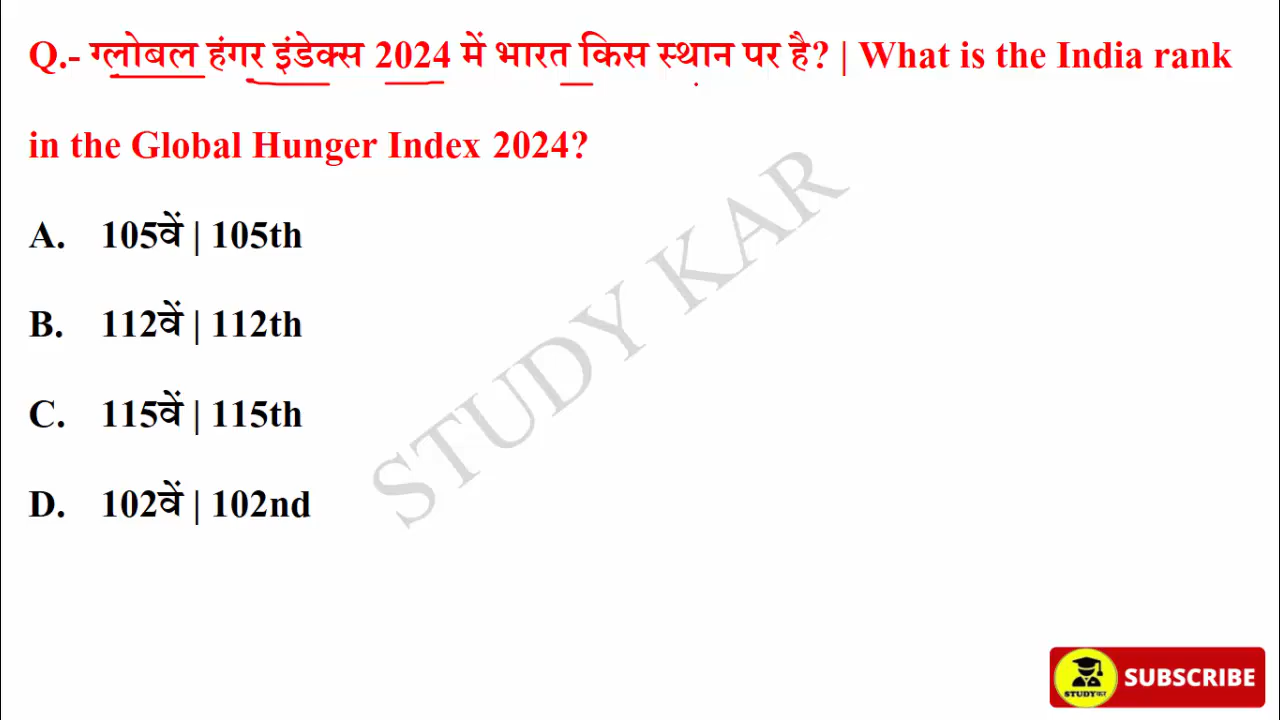 Q.- ग्लोबल हंगर इंडेक्स 2024 में भारत किस स्थान पर है? | What is the India rank
in the Global Hunger Index 2024?
A. 105वें | 105th
B. 112वें | 112th
C. 115वें | 115th
D. 102वें | 102nd
STUDY KAR
SUBSCRIBE
STUDYकर